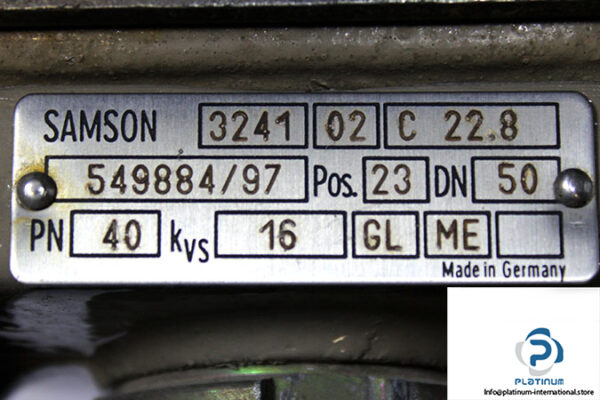 SAMSON 3241 02 C 22.8
549884/97 Pos. 23 DN 50
PN 40 kVS 16 GL ME
Made in Germany
PLATINUM
Info@platinum-international.store